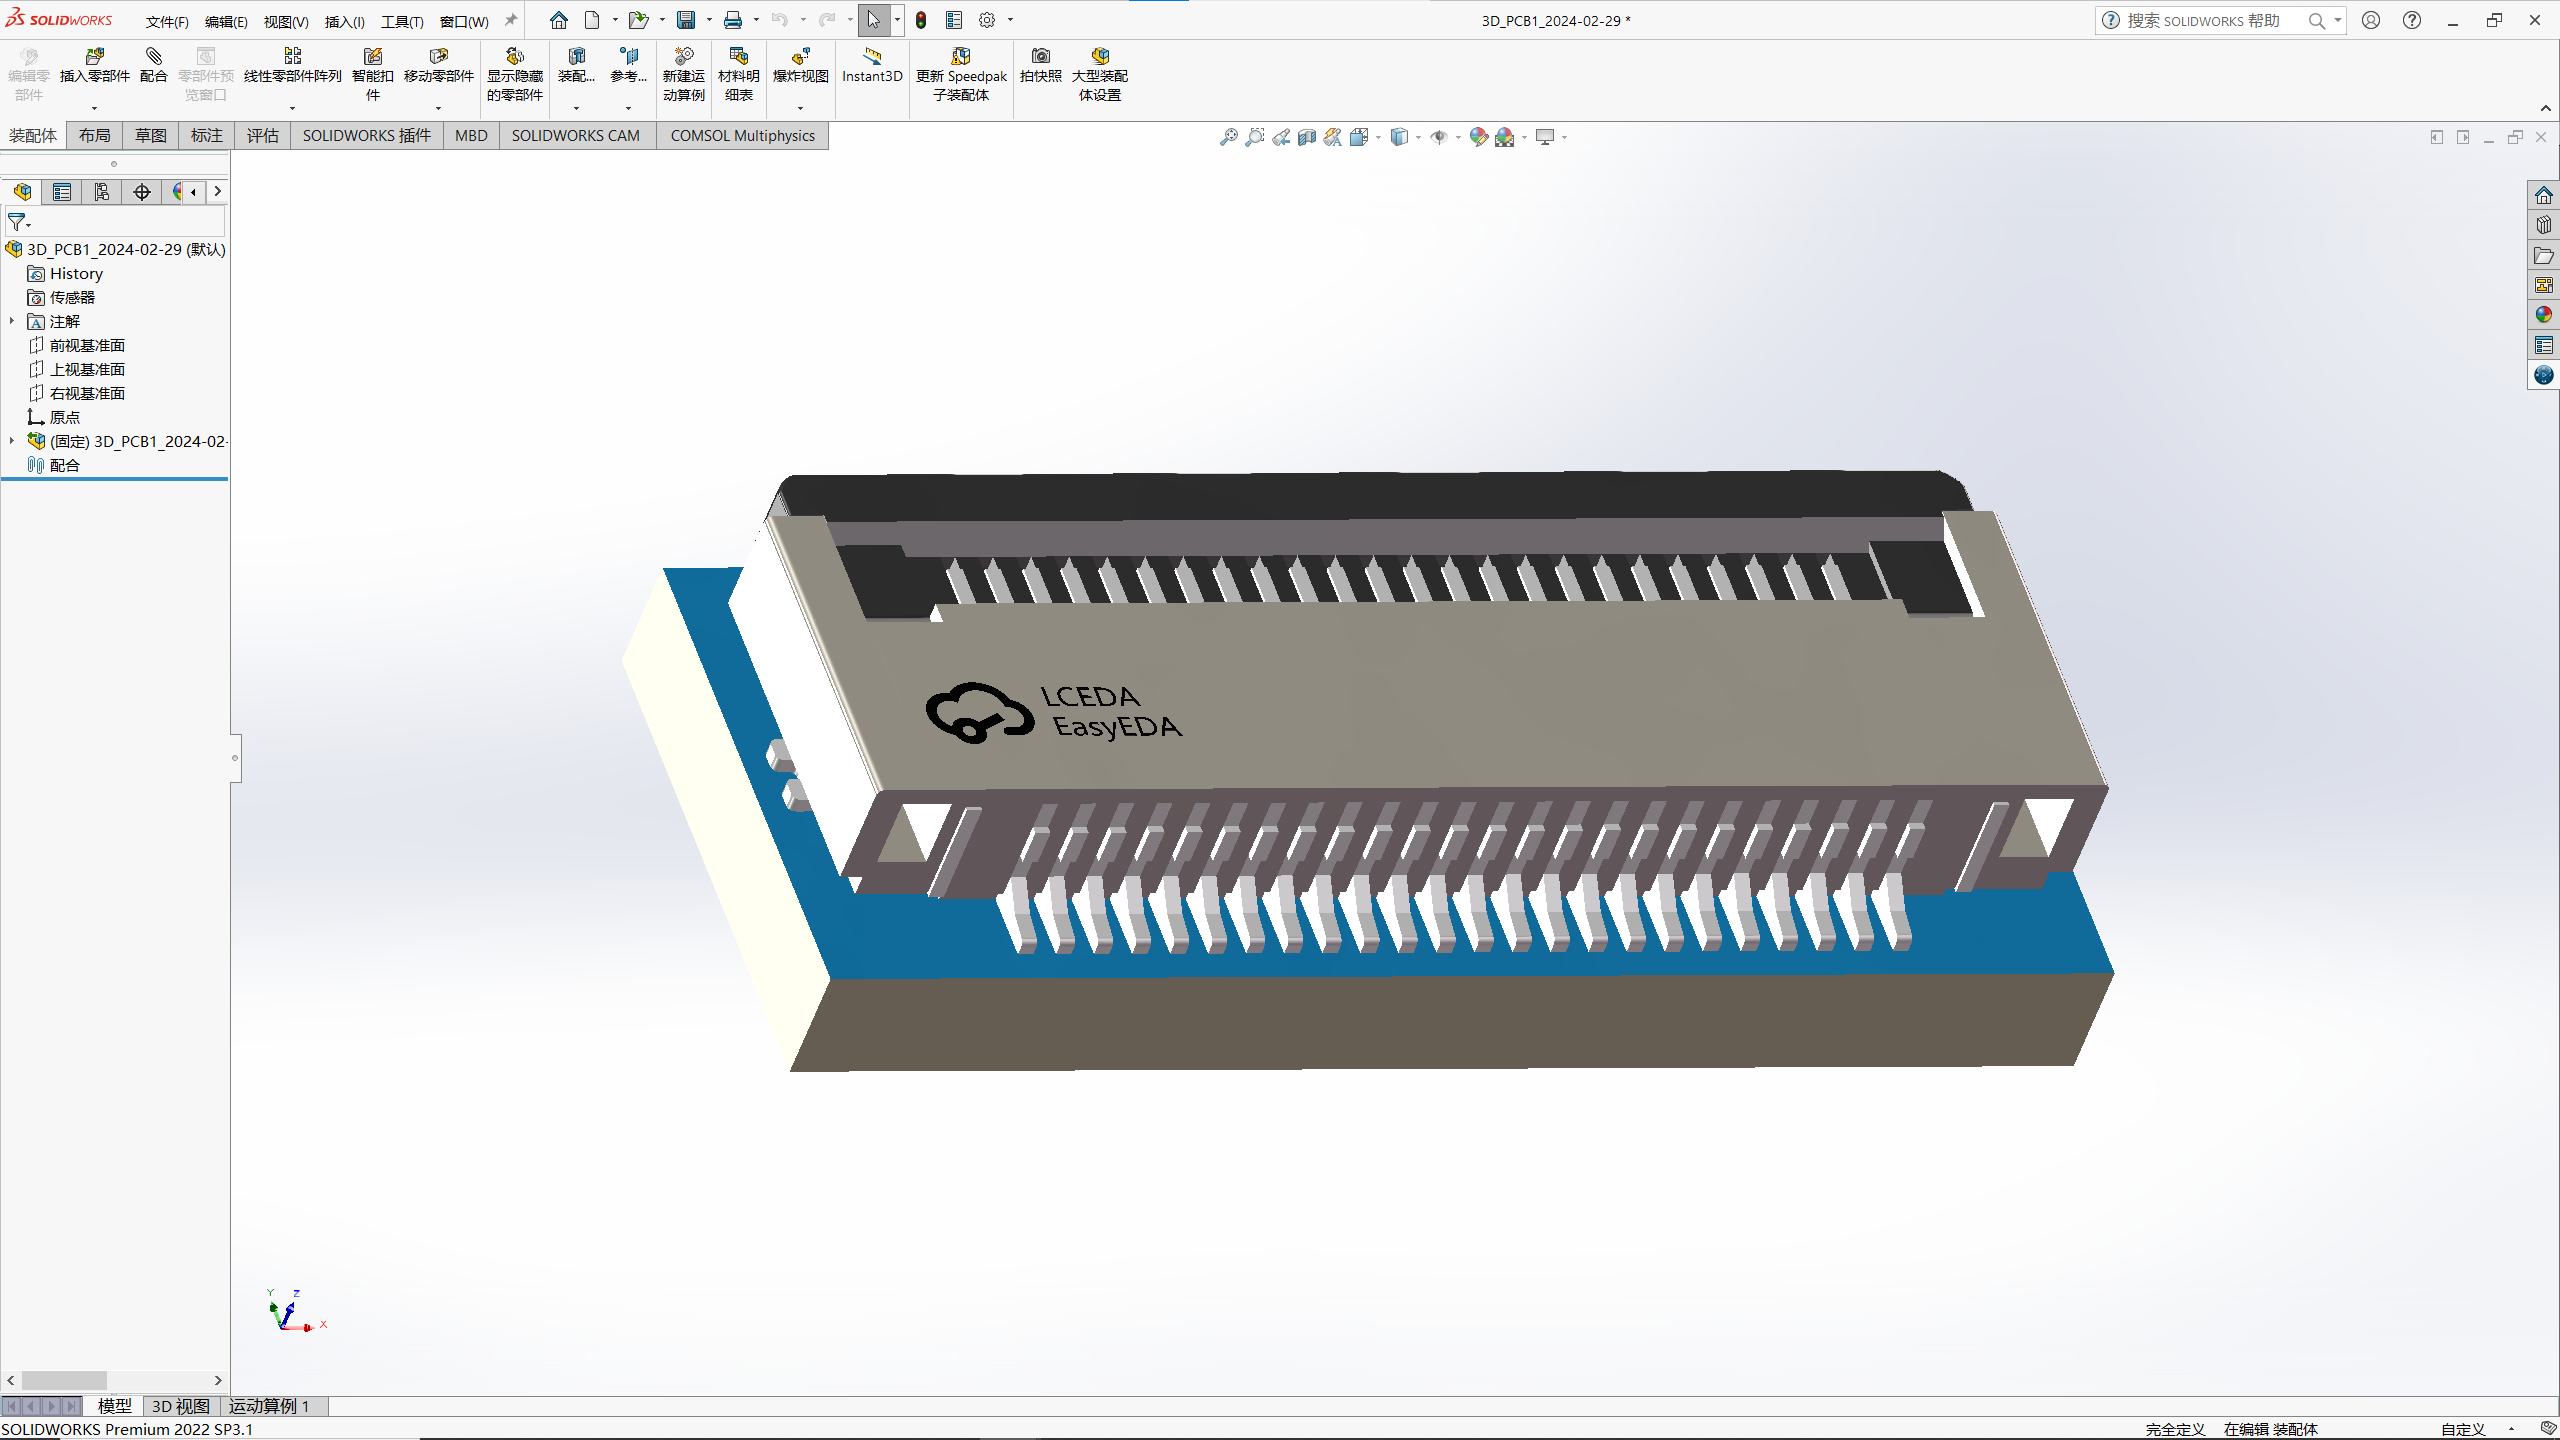 SOLIDWORKS 文件(F) 编辑(E) 视图(V) 插入(I) 工具(T) 窗口(W) 3D_PCB1_2024-02-29 * 搜索 SOLIDWORKS 帮助
编辑零部件 插入零部件 配合 零部件预览窗口 线性零部件阵列 智能扣件 移动零部件 显示隐藏的零部件 装配... 参考... 新建运动算例 材料明细表 爆炸视图 Instant3D 更新 Speedpak 子装配体 拍快照 大型装配体设置
装配体 布局 草图 标注 评估 SOLIDWORKS 插件 MBD SOLIDWORKS CAM COMSOL Multiphysics
3D_PCB1_2024-02-29 (默认)
History
传感器
注解
前视基准面
上视基准面
右视基准面
原点
(固定) 3D_PCB1_2024-02-
配合
LCEDA
EasyEDA
Y Z
X
模型 3D 视图 运动算例 1
SOLIDWORKS Premium 2022 SP3.1 完全定义 在编辑 装配体 自定义